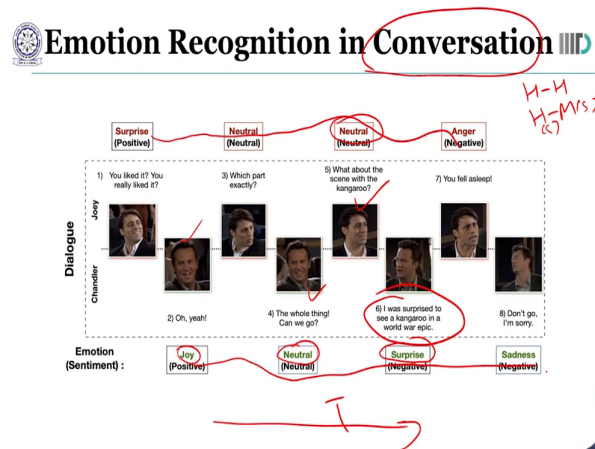 Emotion Recognition in Conversation
H-H
H-M(s)
(s)
Surprise
(Positive)
Neutral
(Neutral)
Neutral
(Neutral)
Anger
(Negative)
1) You liked it? You
really liked it?
3) Which part
exactly?
5) What about the
scene with the
kangaroo?
7) You fell asleep!
Dialogue
Joey
Chandler
2) Oh, yeah!
4) The whole thing!
Can we go?
6) I was surprised to
see a kangaroo in a
world war epic.
8) Don't go,
I'm sorry.
Emotion
(Sentiment) :
Joy
(Positive)
Neutral
(Neutral)
Surprise
(Negative)
Sadness
(Negative)
T